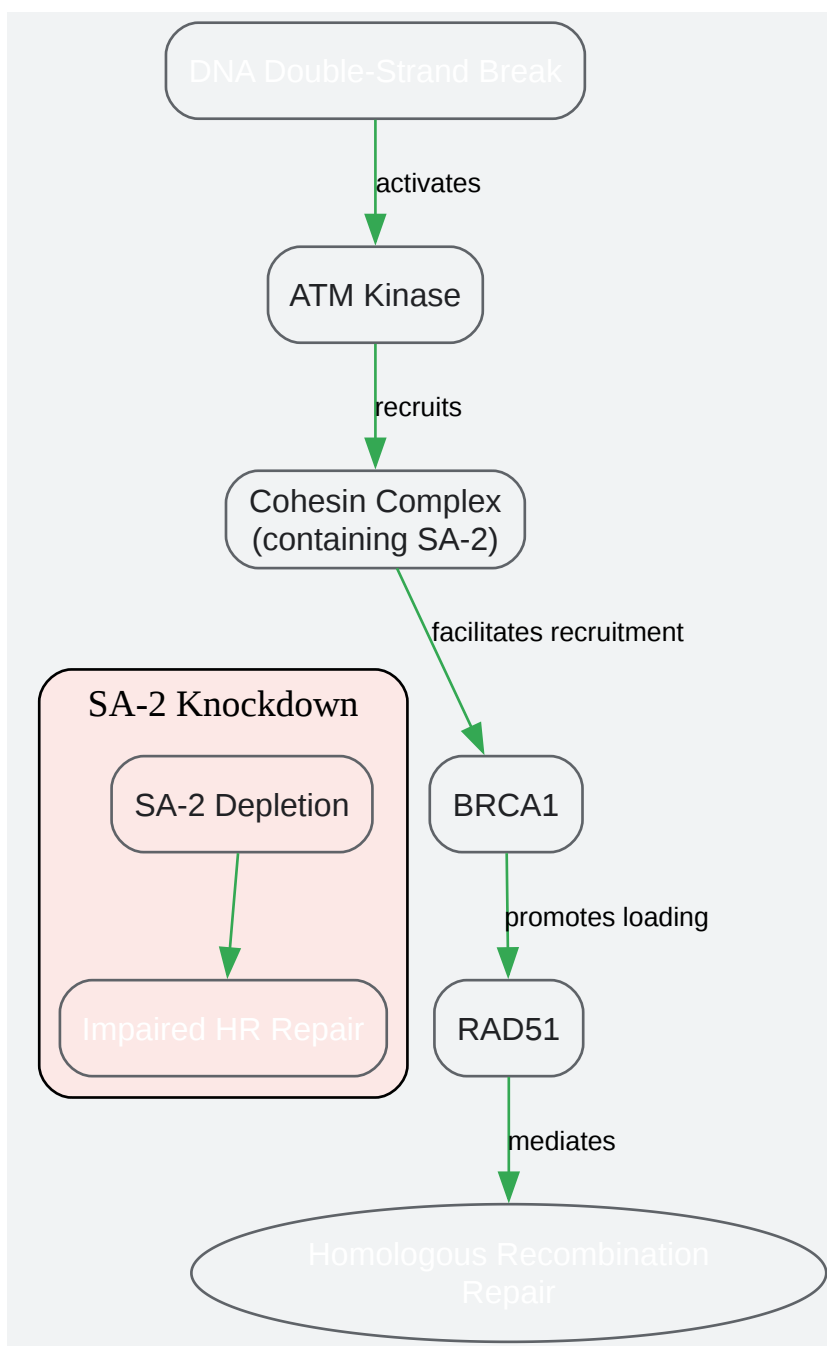 DNA Double-Strand Break
activates
ATM Kinase
recruits
Cohesin Complex
(containing SA-2)
facilitates recruitment
SA-2 Knockdown
SA-2 Depletion
BRCA1
promotes loading
Impaired HR Repair
RAD51
mediates
Homologous Recombination
Repair